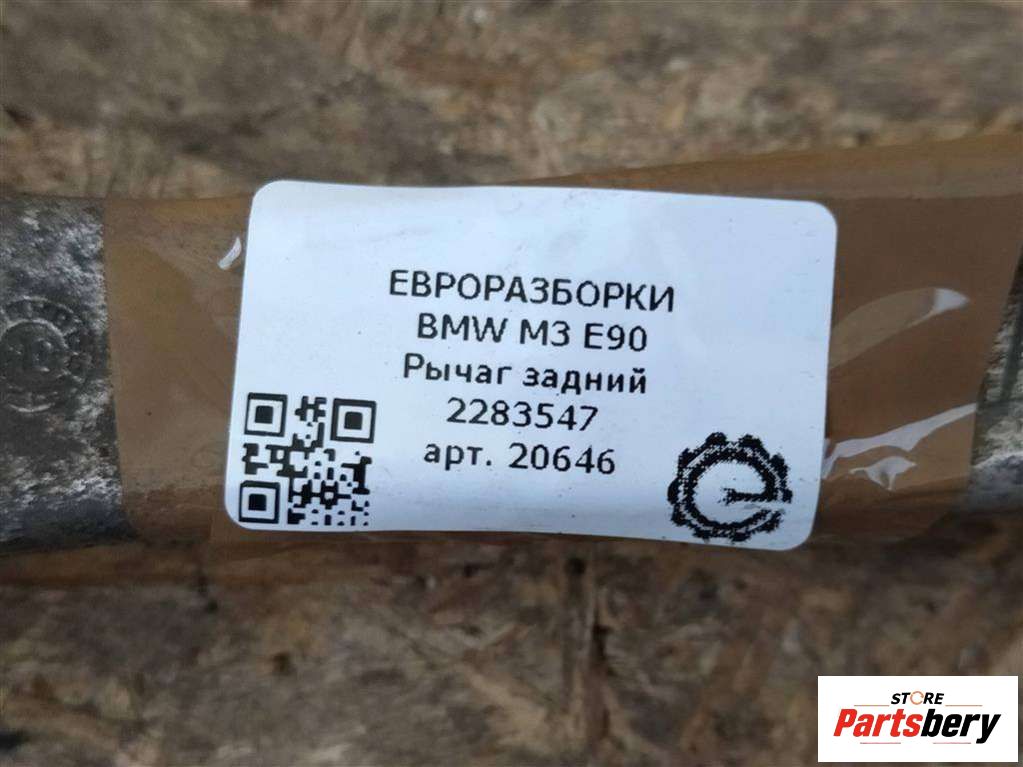 ЕВРОРАЗБОРКИ
BMW M3 E90
Рычаг задний
2283547
арт. 20646
STORE
Partsbery